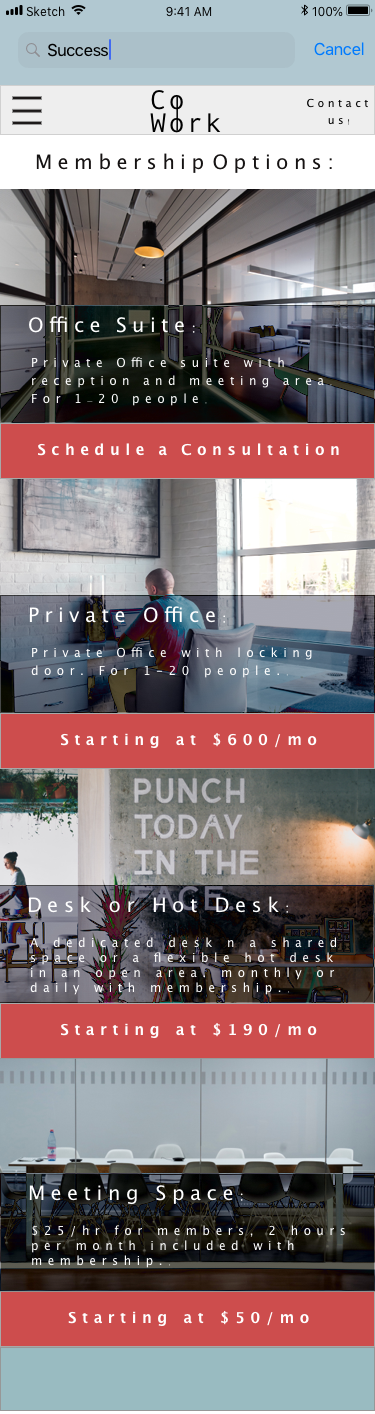 Sketch 9:41 AM 100%
Success Cancel
Co
Work
Contact
us!
Membership Options:
Office Suite:
Private Office suite with
reception and meeting area.
For 1-20 people.
Schedule a Consultation
Private Office:
Private Office with locking
door. For 1-20 people..
Starting at $600/mo
PUNCH
TODAY
IN THE
FACE
Desk or Hot Desk:
A dedicated desk n a shared
space or a flexible hot desk
in an open area. monthly or
daily with membership..
Starting at $190/mo
Meeting Space:
$25/hr for members, 2 hours
per month included with
membership..
Starting at $50/mo